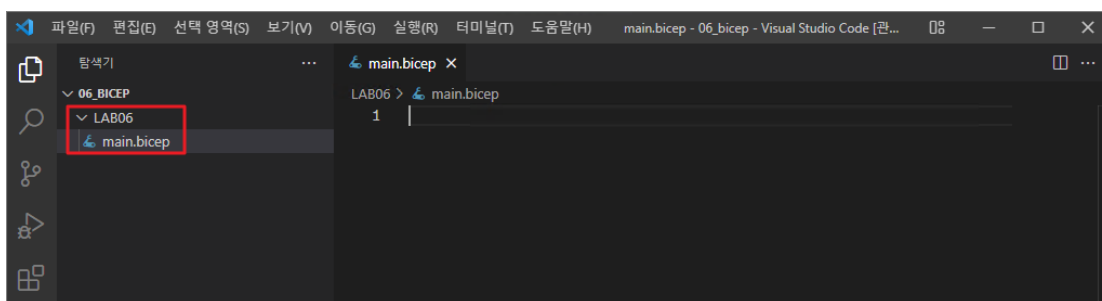 파일(F) 편집(E) 선택 영역(S) 보기(V) 이동(G) 실행(R) 터미널(T) 도움말(H) main.bicep - 06_bicep - Visual Studio Code [관...
탐색기 ... main.bicep ...
06_BICEP LAB06 > main.bicep
LAB06 1
main.bicep